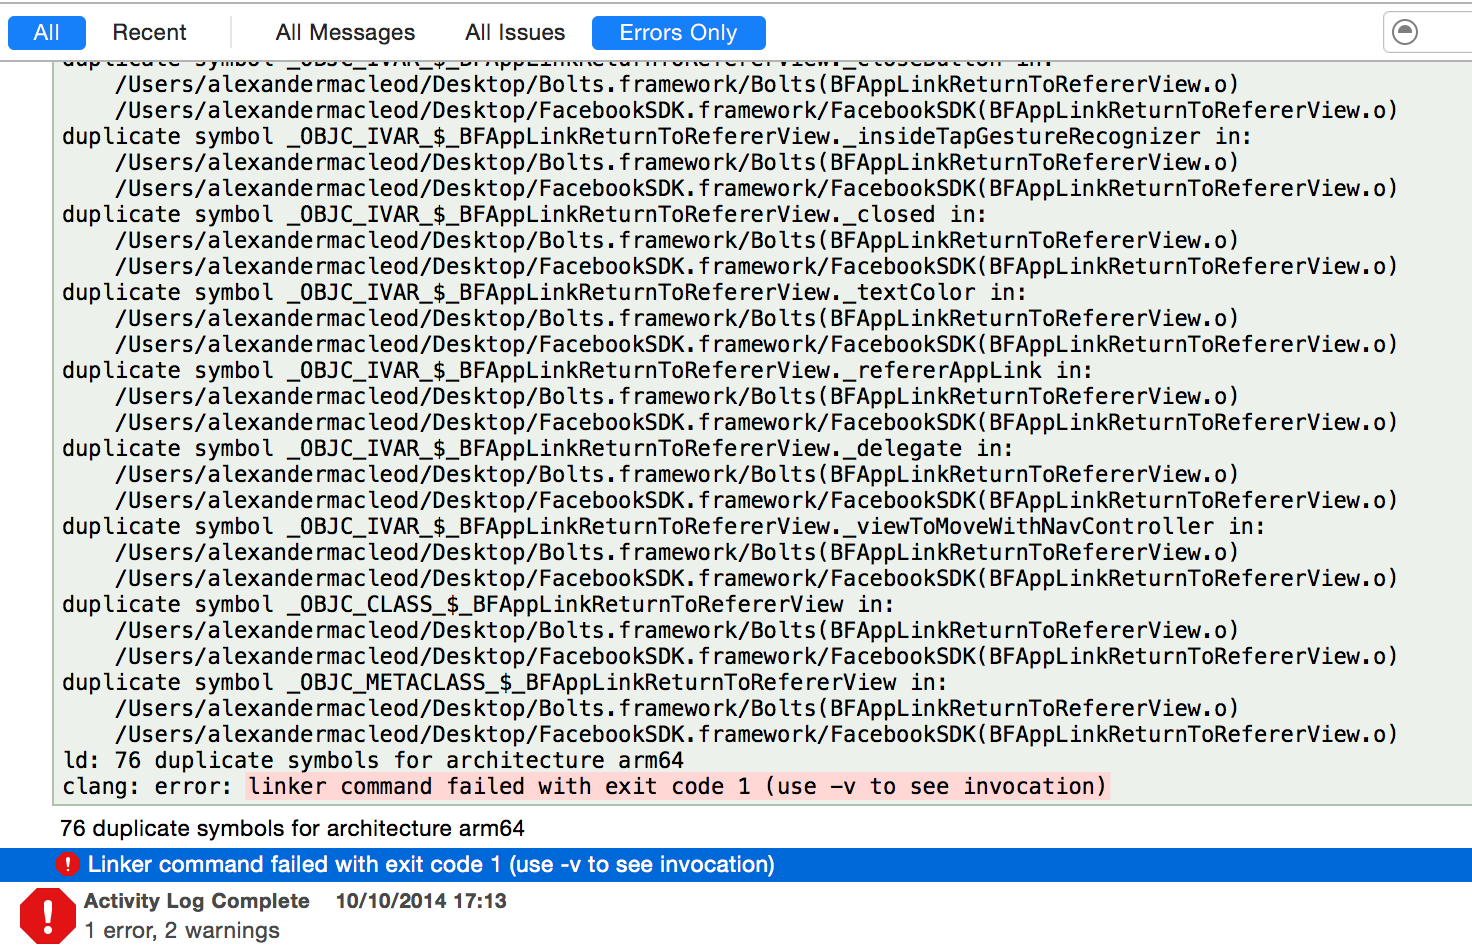 All Recent All Messages All Issues Errors Only
duplicate symbol _OBJC_IVAR_$_BFAppLinkReturnToRefererView._closeButton in:
/Users/alexandermacleod/Desktop/Bolts.framework/Bolts(BFAppLinkReturnToRefererView.o)
/Users/alexandermacleod/Desktop/FacebookSDK.framework/FacebookSDK(BFAppLinkReturnToRefererView.o)
duplicate symbol _OBJC_IVAR_$_BFAppLinkReturnToRefererView._insideTapGestureRecognizer in:
/Users/alexandermacleod/Desktop/Bolts.framework/Bolts(BFAppLinkReturnToRefererView.o)
/Users/alexandermacleod/Desktop/FacebookSDK.framework/FacebookSDK(BFAppLinkReturnToRefererView.o)
duplicate symbol _OBJC_IVAR_$_BFAppLinkReturnToRefererView._closed in:
/Users/alexandermacleod/Desktop/Bolts.framework/Bolts(BFAppLinkReturnToRefererView.o)
/Users/alexandermacleod/Desktop/FacebookSDK.framework/FacebookSDK(BFAppLinkReturnToRefererView.o)
duplicate symbol _OBJC_IVAR_$_BFAppLinkReturnToRefererView._textColor in:
/Users/alexandermacleod/Desktop/Bolts.framework/Bolts(BFAppLinkReturnToRefererView.o)
/Users/alexandermacleod/Desktop/FacebookSDK.framework/FacebookSDK(BFAppLinkReturnToRefererView.o)
duplicate symbol _OBJC_IVAR_$_BFAppLinkReturnToRefererView._refererAppLink in:
/Users/alexandermacleod/Desktop/Bolts.framework/Bolts(BFAppLinkReturnToRefererView.o)
/Users/alexandermacleod/Desktop/FacebookSDK.framework/FacebookSDK(BFAppLinkReturnToRefererView.o)
duplicate symbol _OBJC_IVAR_$_BFAppLinkReturnToRefererView._delegate in:
/Users/alexandermacleod/Desktop/Bolts.framework/Bolts(BFAppLinkReturnToRefererView.o)
/Users/alexandermacleod/Desktop/FacebookSDK.framework/FacebookSDK(BFAppLinkReturnToRefererView.o)
duplicate symbol _OBJC_IVAR_$_BFAppLinkReturnToRefererView._viewToMoveWithNavController in:
/Users/alexandermacleod/Desktop/Bolts.framework/Bolts(BFAppLinkReturnToRefererView.o)
/Users/alexandermacleod/Desktop/FacebookSDK.framework/FacebookSDK(BFAppLinkReturnToRefererView.o)
duplicate symbol _OBJC_CLASS_$_BFAppLinkReturnToRefererView in:
/Users/alexandermacleod/Desktop/Bolts.framework/Bolts(BFAppLinkReturnToRefererView.o)
/Users/alexandermacleod/Desktop/FacebookSDK.framework/FacebookSDK(BFAppLinkReturnToRefererView.o)
duplicate symbol _OBJC_METACLASS_$_BFAppLinkReturnToRefererView in:
/Users/alexandermacleod/Desktop/Bolts.framework/Bolts(BFAppLinkReturnToRefererView.o)
/Users/alexandermacleod/Desktop/FacebookSDK.framework/FacebookSDK(BFAppLinkReturnToRefererView.o)
ld: 76 duplicate symbols for architecture arm64
clang: error: linker command failed with exit code 1 (use -v to see invocation)
76 duplicate symbols for architecture arm64
Linker command failed with exit code 1 (use -v to see invocation)
Activity Log Complete 10/10/2014 17:13
1 error, 2 warnings